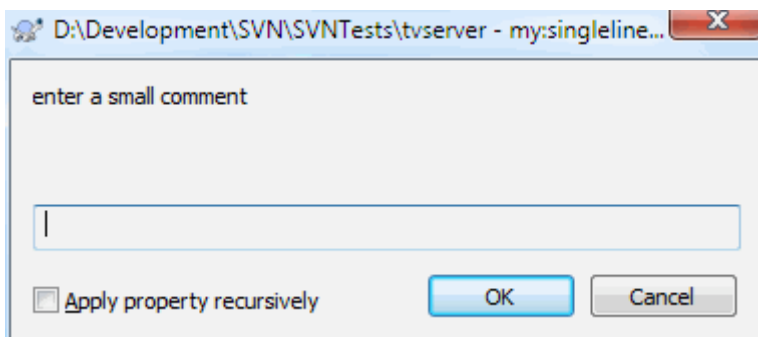 D:\Development\SVN\SVNTests\tvserver - my:singleline...
enter a small comment
Apply property recursively
OK
Cancel